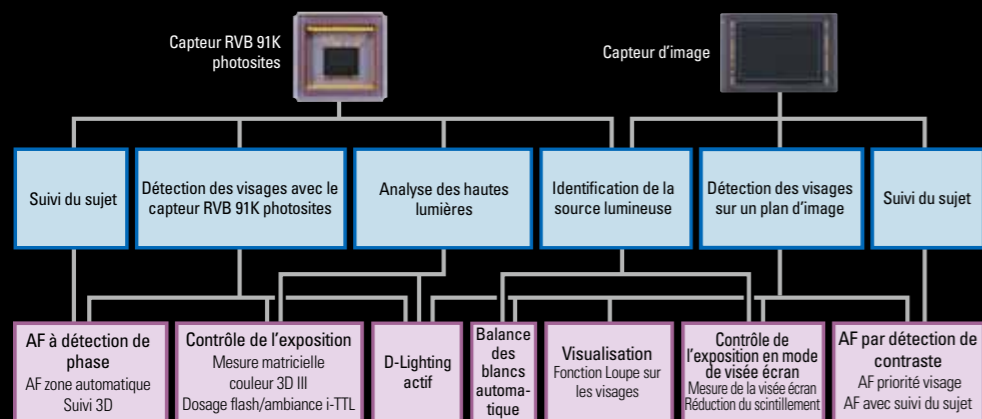 Capteur RVB 91K
photosites
Capteur d'image
Suivi du sujet
Détection des visages avec le
capteur RVB 91K photosites
Analyse des hautes
lumières
Identification de la
source lumineuse
Détection des visages
sur un plan d'image
Suivi du sujet
AF à détection de
phase
AF zone automatique
Suivi 3D
Contrôle de l'exposition
Mesure matricielle
couleur 3D III
Dosage flash/ambiance i-TTL
D-Lighting
actif
Balance
des
blancs
automa-
tique
Visualisation
Fonction Loupe sur
les visages
Contrôle de
l'exposition en mode
de visée écran
Mesure de la visée écran
Réduction du scintillement
AF par détection de
contraste
AF priorité visage
AF avec suivi du sujet